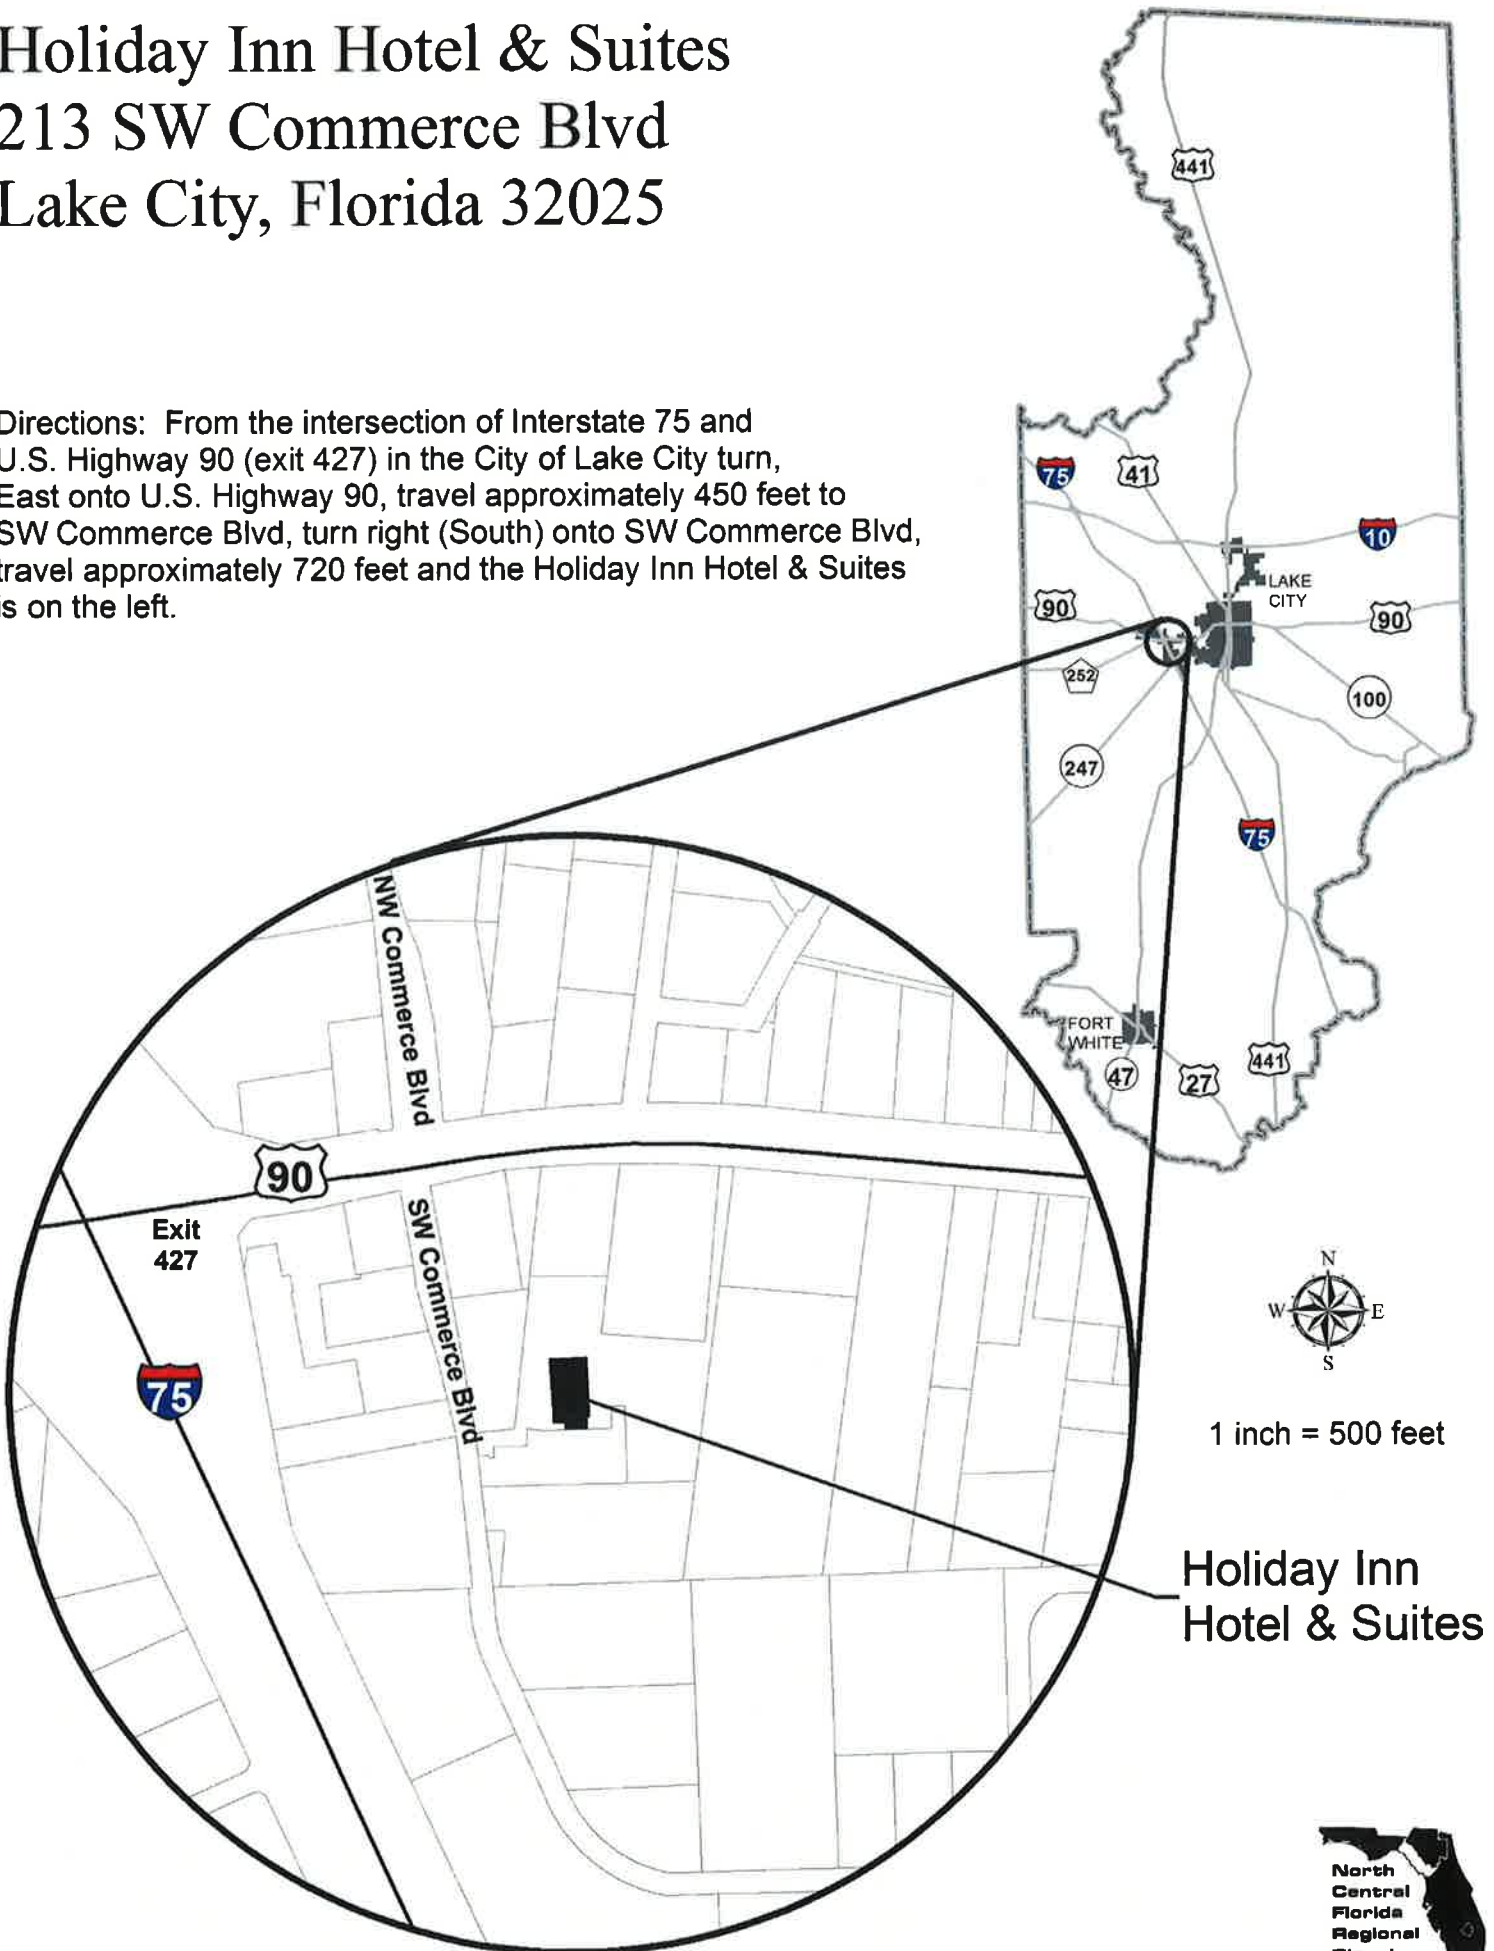 Holiday Inn Hotel & Suites
213 SW Commerce Blvd
Lake City, Florida 32025
Directions: From the intersection of Interstate 75 and
U.S. Highway 90 (exit 427) in the City of Lake City turn,
East onto U.S. Highway 90, travel approximately 450 feet to
SW Commerce Blvd, turn right (South) onto SW Commerce Blvd,
travel approximately 720 feet and the Holiday Inn Hotel & Suites
is on the left.
441
75
41
10
LAKE
CITY
90
90
252
100
247
75
FORT
WHITE
47
27
441
NW Commerce Blvd
90
Exit
427
SW Commerce Blvd
75
N
W
E
S
1 inch = 500 feet
Holiday Inn
Hotel & Suites
North
Central
Florida
Regional